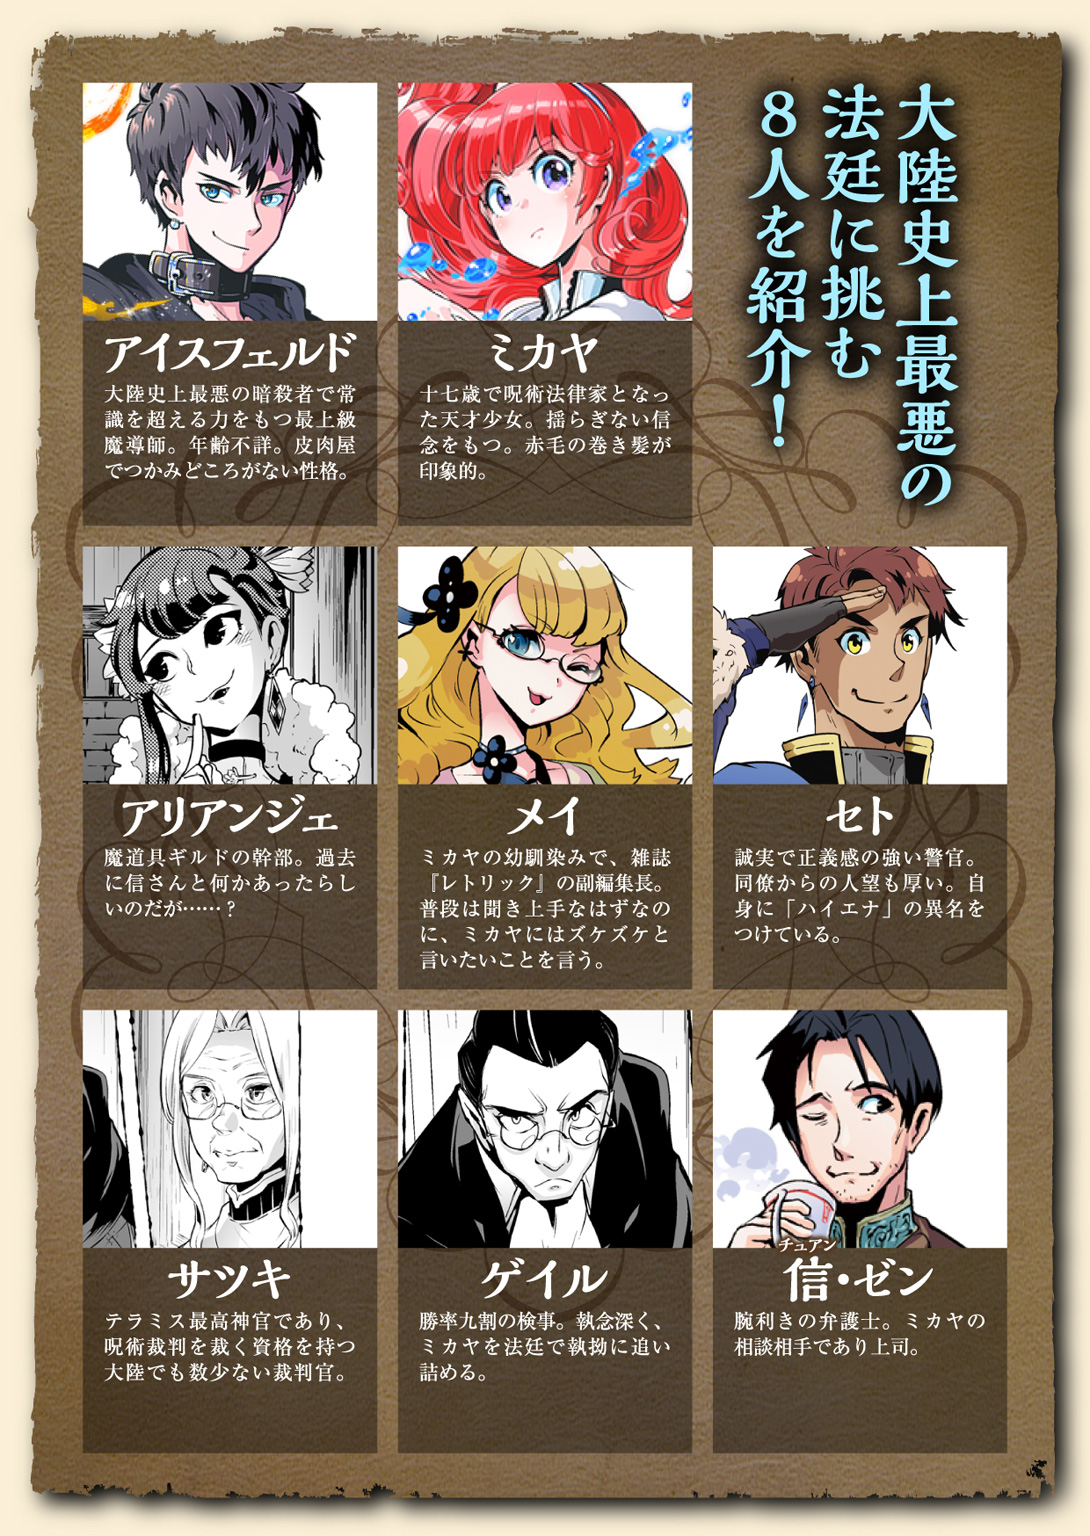 大陸史上最悪の
法廷に挑む
8人を紹介！
ミカヤ
十七歳で呪術法律家となっ
た天才少女。揺らぎない信
念をもつ。赤毛の巻き髪が
印象的。
アイスフェルド
大陸史上最悪の暗殺者で常
識を超える力をもつ最上級
魔導師。年齢不詳。皮肉屋
でつかみどころがない性格。
セト
誠実で正義感の強い警官。
同僚からの人望も厚い。自
身に「ハイエナ」の異名を
つけている。
メイ
ミカヤの幼馴染みで、雑誌
『レトリック』の副編集長。
普段は聞き上手なはずなの
に、ミカヤにはズケズケと
言いたいことを言う。
アリアンジェ
魔道具ギルドの幹部。過去
に信さんと何かあったらし
いのだが……？
チュアン
信・ゼン
腕利きの弁護士。ミカヤの
相談相手であり上司。
ゲイル
勝率九割の検事。執念深く、
ミカヤを法廷で執拗に追い
詰める。
サツキ
テラミス最高神官であり、
呪術裁判を裁く資格を持つ
大陸でも数少ない裁判官。